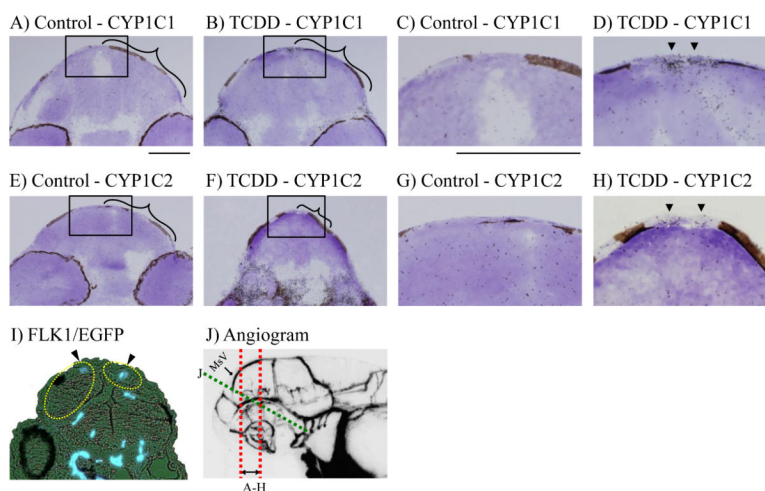 A) Control - CYP1C1
B) TCDD - CYP1C1
C) Control - CYP1C1
D) TCDD - CYP1C1
E) Control - CYP1C2
F) TCDD - CYP1C2
G) Control - CYP1C2
H) TCDD - CYP1C2
I) FLK1/EGFP
J) Angiogram
J
MsV
A-H